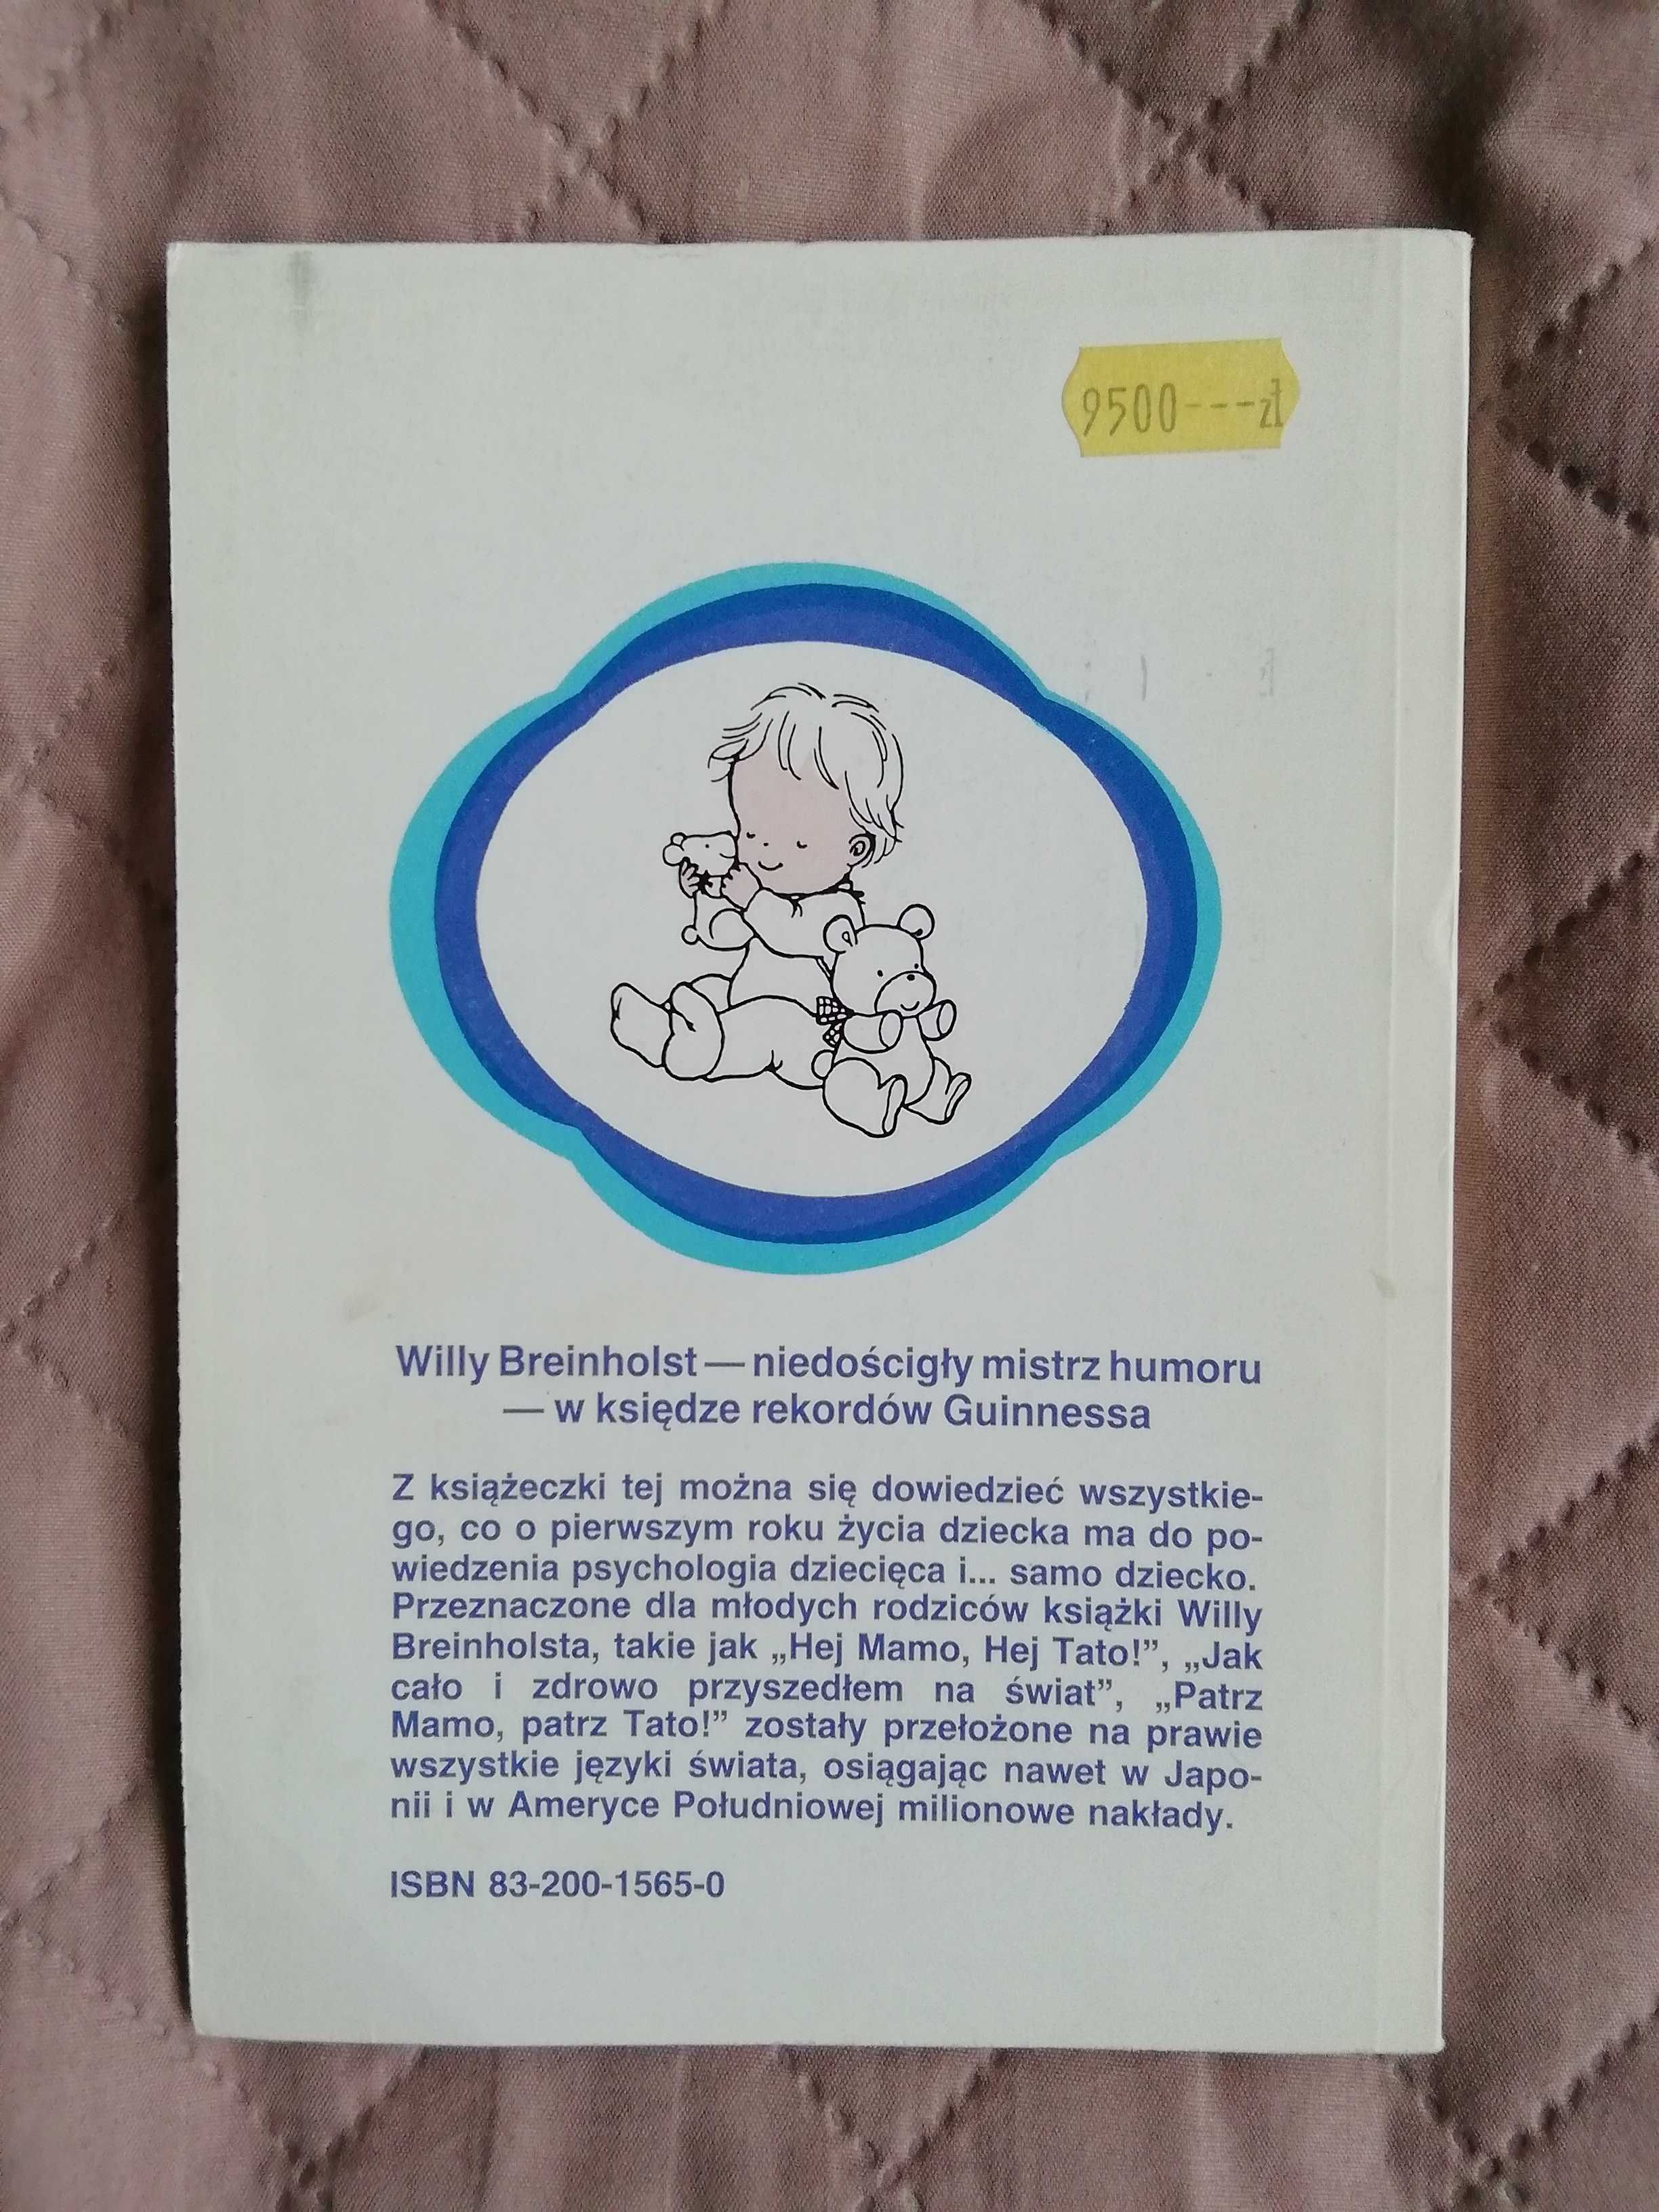 9500---zł
Willy Breinholst — niedościgły mistrz humoru
— w księdze rekordów Guinnessa
Z książeczki tej można się dowiedzieć wszystkie-
go, co o pierwszym roku życia dziecka ma do po-
wiedzenia psychologia dziecięca i... samo dziecko.
Przeznaczone dla młodych rodziców książki Willy
Breinholsta, takie jak „Hej Mamo, Hej Tato!”, „Jak
cało i zdrowo przyszedłem na świat”, „Patrz
Mamo, patrz Tato!” zostały przełożone na prawie
wszystkie języki świata, osiągając nawet w Japo-
nii i w Ameryce Południowej milionowe nakłady.
ISBN 83-200-1565-0